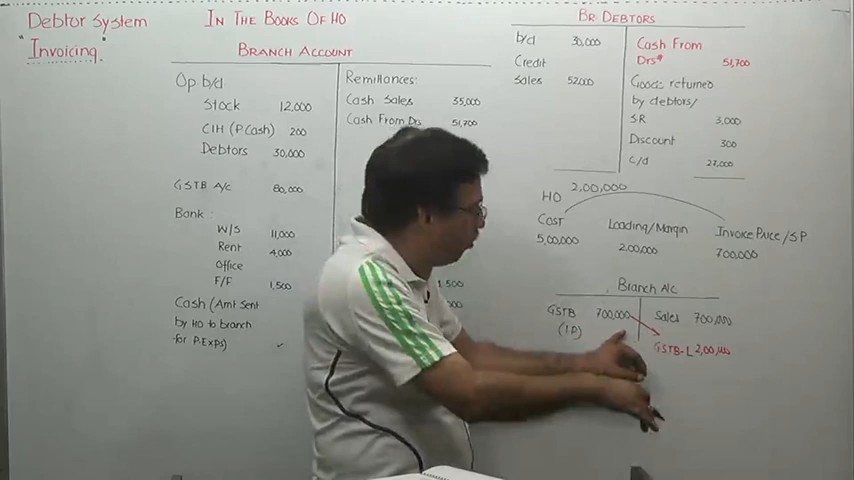 Debtor System
"Invoicing"
IN THE BOOKS OF HO
BRANCH ACCOUNT
Op b/d
Stock 12,000
CIH (P.Cash) 200
Debtors 30,000
GSTB A/c 80,000
Bank:
W/S 11,000
Rent 4,000
Office
F/F 1,500
Cash (Amt Sent
by HO to branch
for P.Exps)
Remittances:
Cash Sales 35,000
Cash From Drs 51,700
1,500
BR DEBTORS
b/d 30,000
Credit
Sales 52,000
Cash From
Drs* 51,700
Goods returned
by debtors/
SR 3,000
Discount 300
c/d 27,000
2,00,000
HO
Cost Loading/Margin Invoice Price/SP
5,00,000 2,00,000 700,000
Branch A/c
GSTB 700,000 Sales 700,000
(I.P) GSTB-L 2,00,000